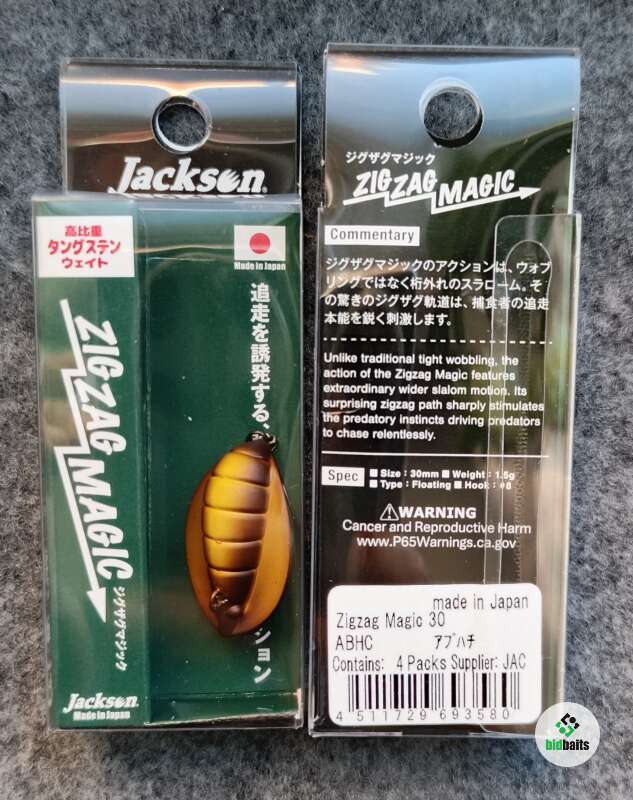 Jackson®
高比重
タングステン
ウェイト
Made in Japan
追走を誘発する、
ション
ZIGZAG MAGIC
ジグザグマジック
Jackson®
Made in Japan
ジグザグマジック
ZIGZAG MAGIC
Commentary
ジグザグマジックのアクションは、ウォブ
リングではなく桁外れのスラローム。そ
の驚きのジグザグ軌道は、捕食者の追走
本能を鋭く刺激します。
Unlike traditional tight wobbling, the
action of the Zigzag Magic features
extraordinary wider slalom motion. Its
surprising zigzag path sharply stimulates
the predatory instincts driving predators
to chase relentlessly.
Spec ■Size:30mm ■Weight:1.5g
■Type:Floating ■Hook:#8
⚠WARNING
Cancer and Reproductive Harm
www.P65Warnings.ca.gov
made in Japan
Zigzag Magic 30
ABHC アブハチ
Contains: 4 Packs Supplier: JAC
4 511729 693580
bidbaits